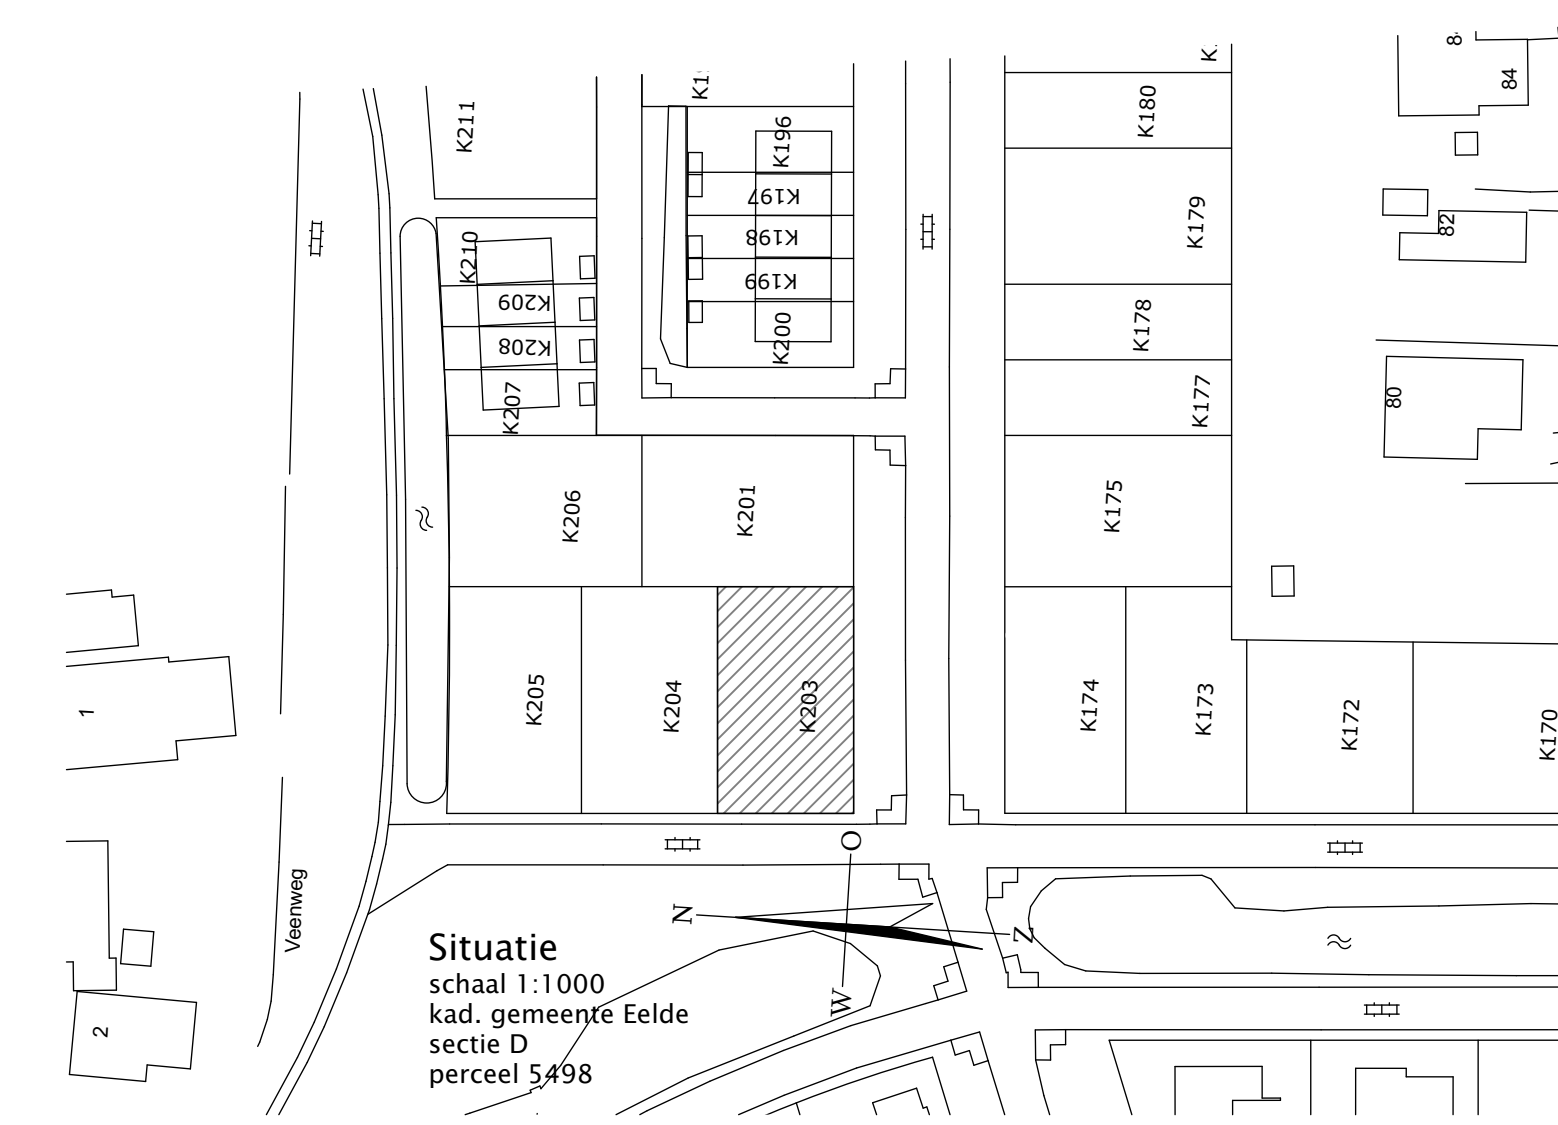 K211
K1
K196
K197
K198
K199
K200
K210
K209
K208
K207
K.
K180
K179
K178
K177
K175
84
82
80
K206
K201
K205
K204
K203
K174
K173
K172
K170
1
2
Veenweg
N
O
Z
W
Situatie
schaal 1:1000
kad. gemeente Eelde
sectie D
perceel 5498